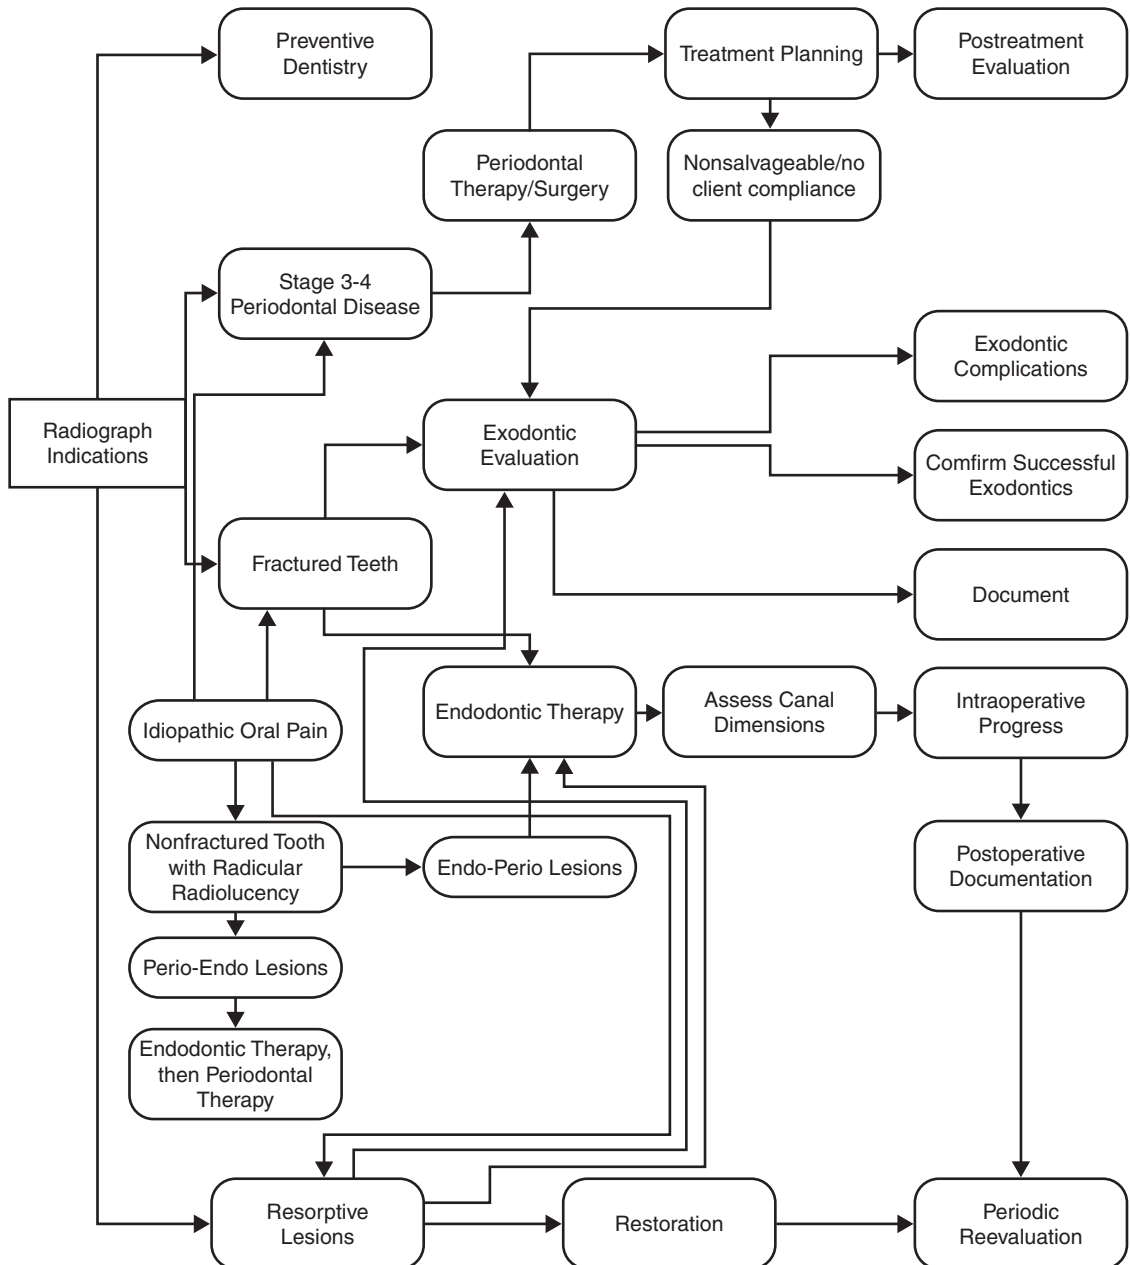 Preventive
Dentistry
Treatment Planning
Postreatment
Evaluation
Periodontal
Therapy/Surgery
Nonsalvageable/no
client compliance
Stage 3-4
Periodontal Disease
Exodontic
Complications
Radiograph
Indications
Exodontic
Evaluation
Comfirm Successful
Exodontics
Fractured Teeth
Document
Idiopathic Oral Pain
Endodontic Therapy
Assess Canal
Dimensions
Intraoperative
Progress
Nonfractured Tooth
with Radicular
Radiolucency
Endo-Perio Lesions
Postoperative
Documentation
Perio-Endo Lesions
Endodontic Therapy,
then Periodontal
Therapy
Resorptive
Lesions
Restoration
Periodic
Reevaluation